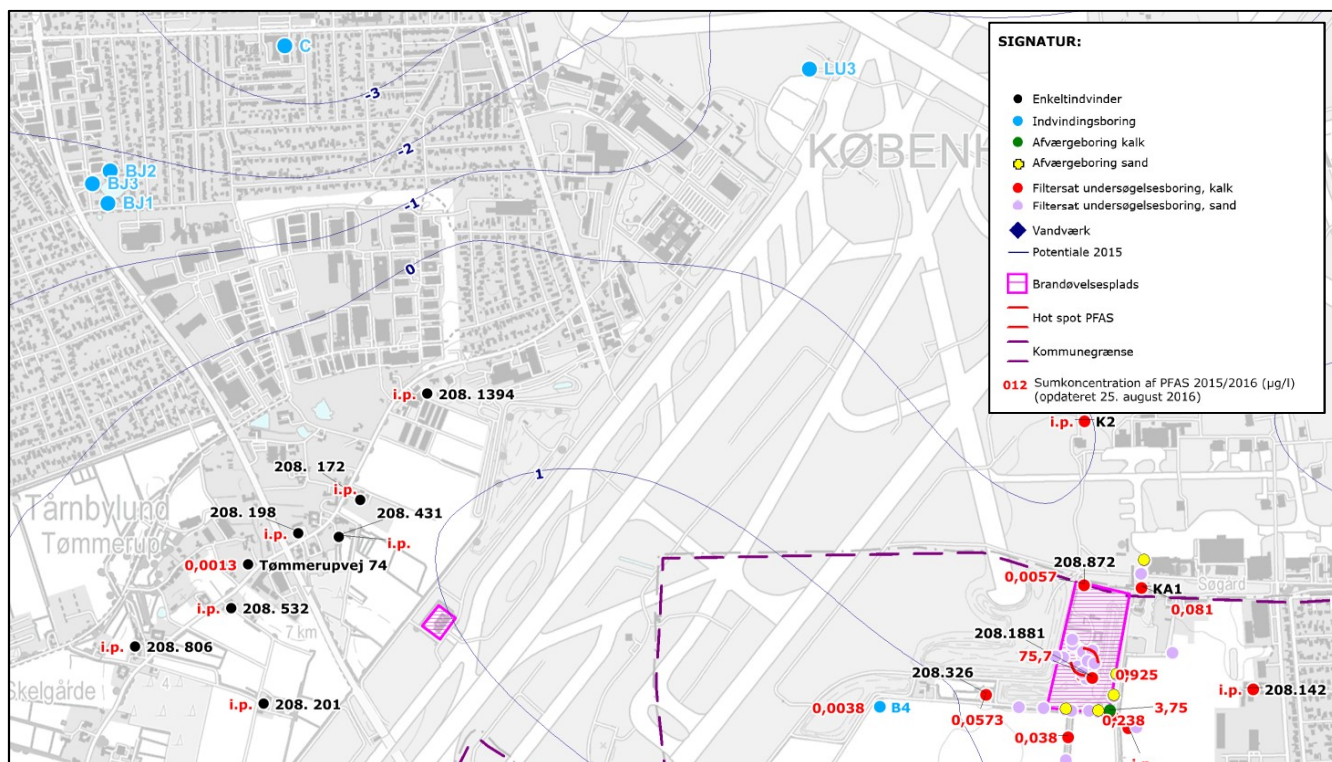 SIGNATUR:
Enkeltindvinder
Indvindingsboring
Afværgeboring kalk
Afværgeboring sand
Filtersat undersøgelsesboring, kalk
Filtersat undersøgelsesboring, sand
Vandværk
Potentiale 2015
Brandøvelsesplads
Hot spot PFAS
Kommunegrænse
012 Sumkoncentration af PFAS 2015/2016 (µg/l)
(opdateret 25. august 2016)
C
LU3
-3
KØBENH
-2
BJ2
BJ3
BJ1
-1
0
i.p. 208. 1394
i.p. K2
1
208. 172
i.p.
Tårnbylund
208. 198
208. 431
i.p.
i.p.
Tømmerup
0,0013 Tømmerupvej 74
208.872
0,0057
Søgård
KA1
0,081
i.p. 208. 532
7 km
208.1881
i.p. 208. 806
75,7
0,925
208.326
Skelgårde
4
i.p. 208.142
i.p. 208. 201
0,0038 B4
0,0573
3,75
0,238
0,038